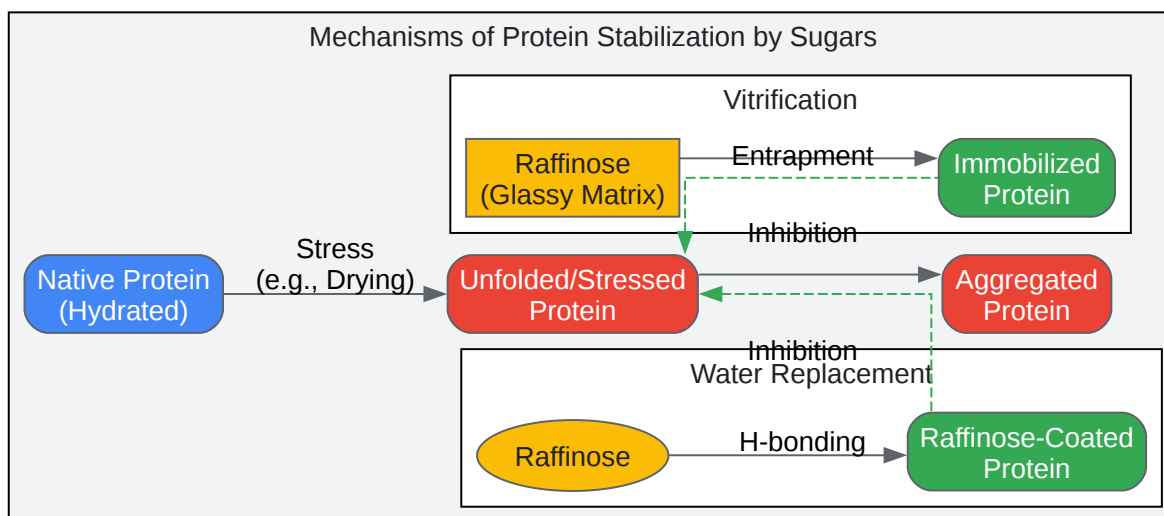 Mechanisms of Protein Stabilization by Sugars
Vitrification
Raffinose
(Glassy Matrix)
Entrapment
Immobilized
Protein
Inhibition
Native Protein
(Hydrated)
Stress
(e.g., Drying)
Unfolded/Stressed
Protein
Aggregated
Protein
Inhibition
Water Replacement
Raffinose
H-bonding
Raffinose-Coated
Protein